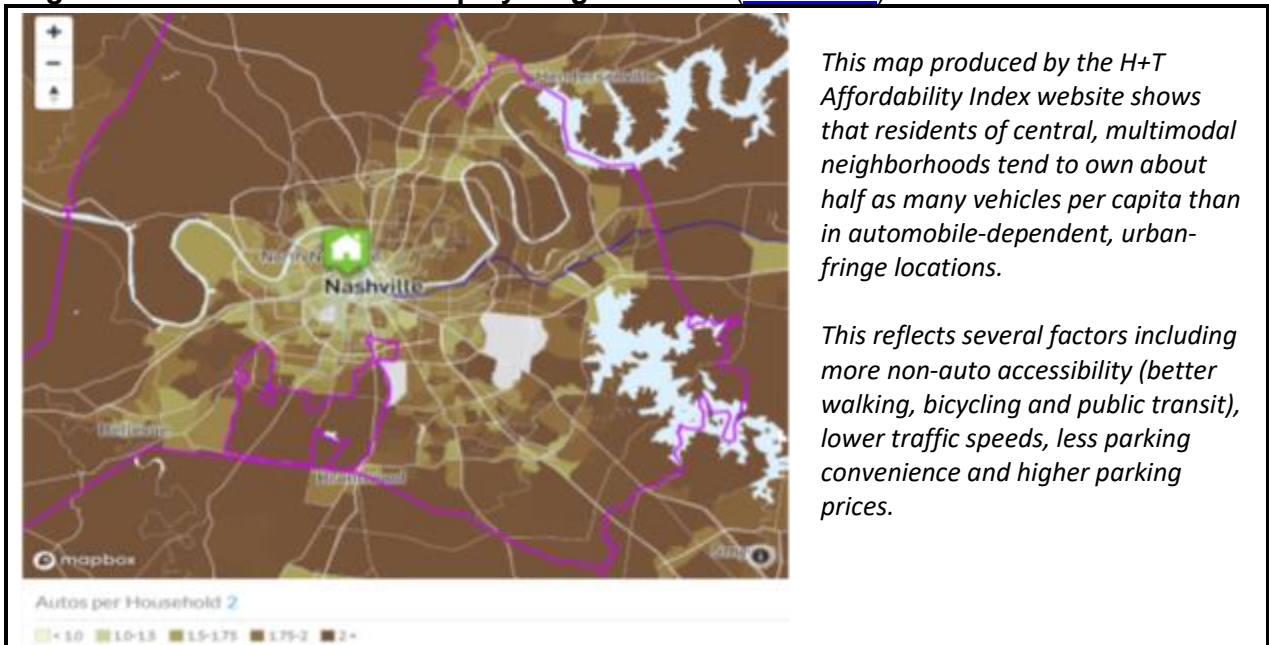 +
−
Hendersonville
Nashville
Bellevue
Brentwood
mapbox
Autos per Household 2
< 1.0 1.0-1.5 1.5-1.75 1.75-2 2+
This map produced by the H+T
Affordability Index website shows
that residents of central, multimodal
neighborhoods tend to own about
half as many vehicles per capita than
in automobile-dependent, urban-
fringe locations.
This reflects several factors including
more non-auto accessibility (better
walking, bicycling and public transit),
lower traffic speeds, less parking
convenience and higher parking
prices.